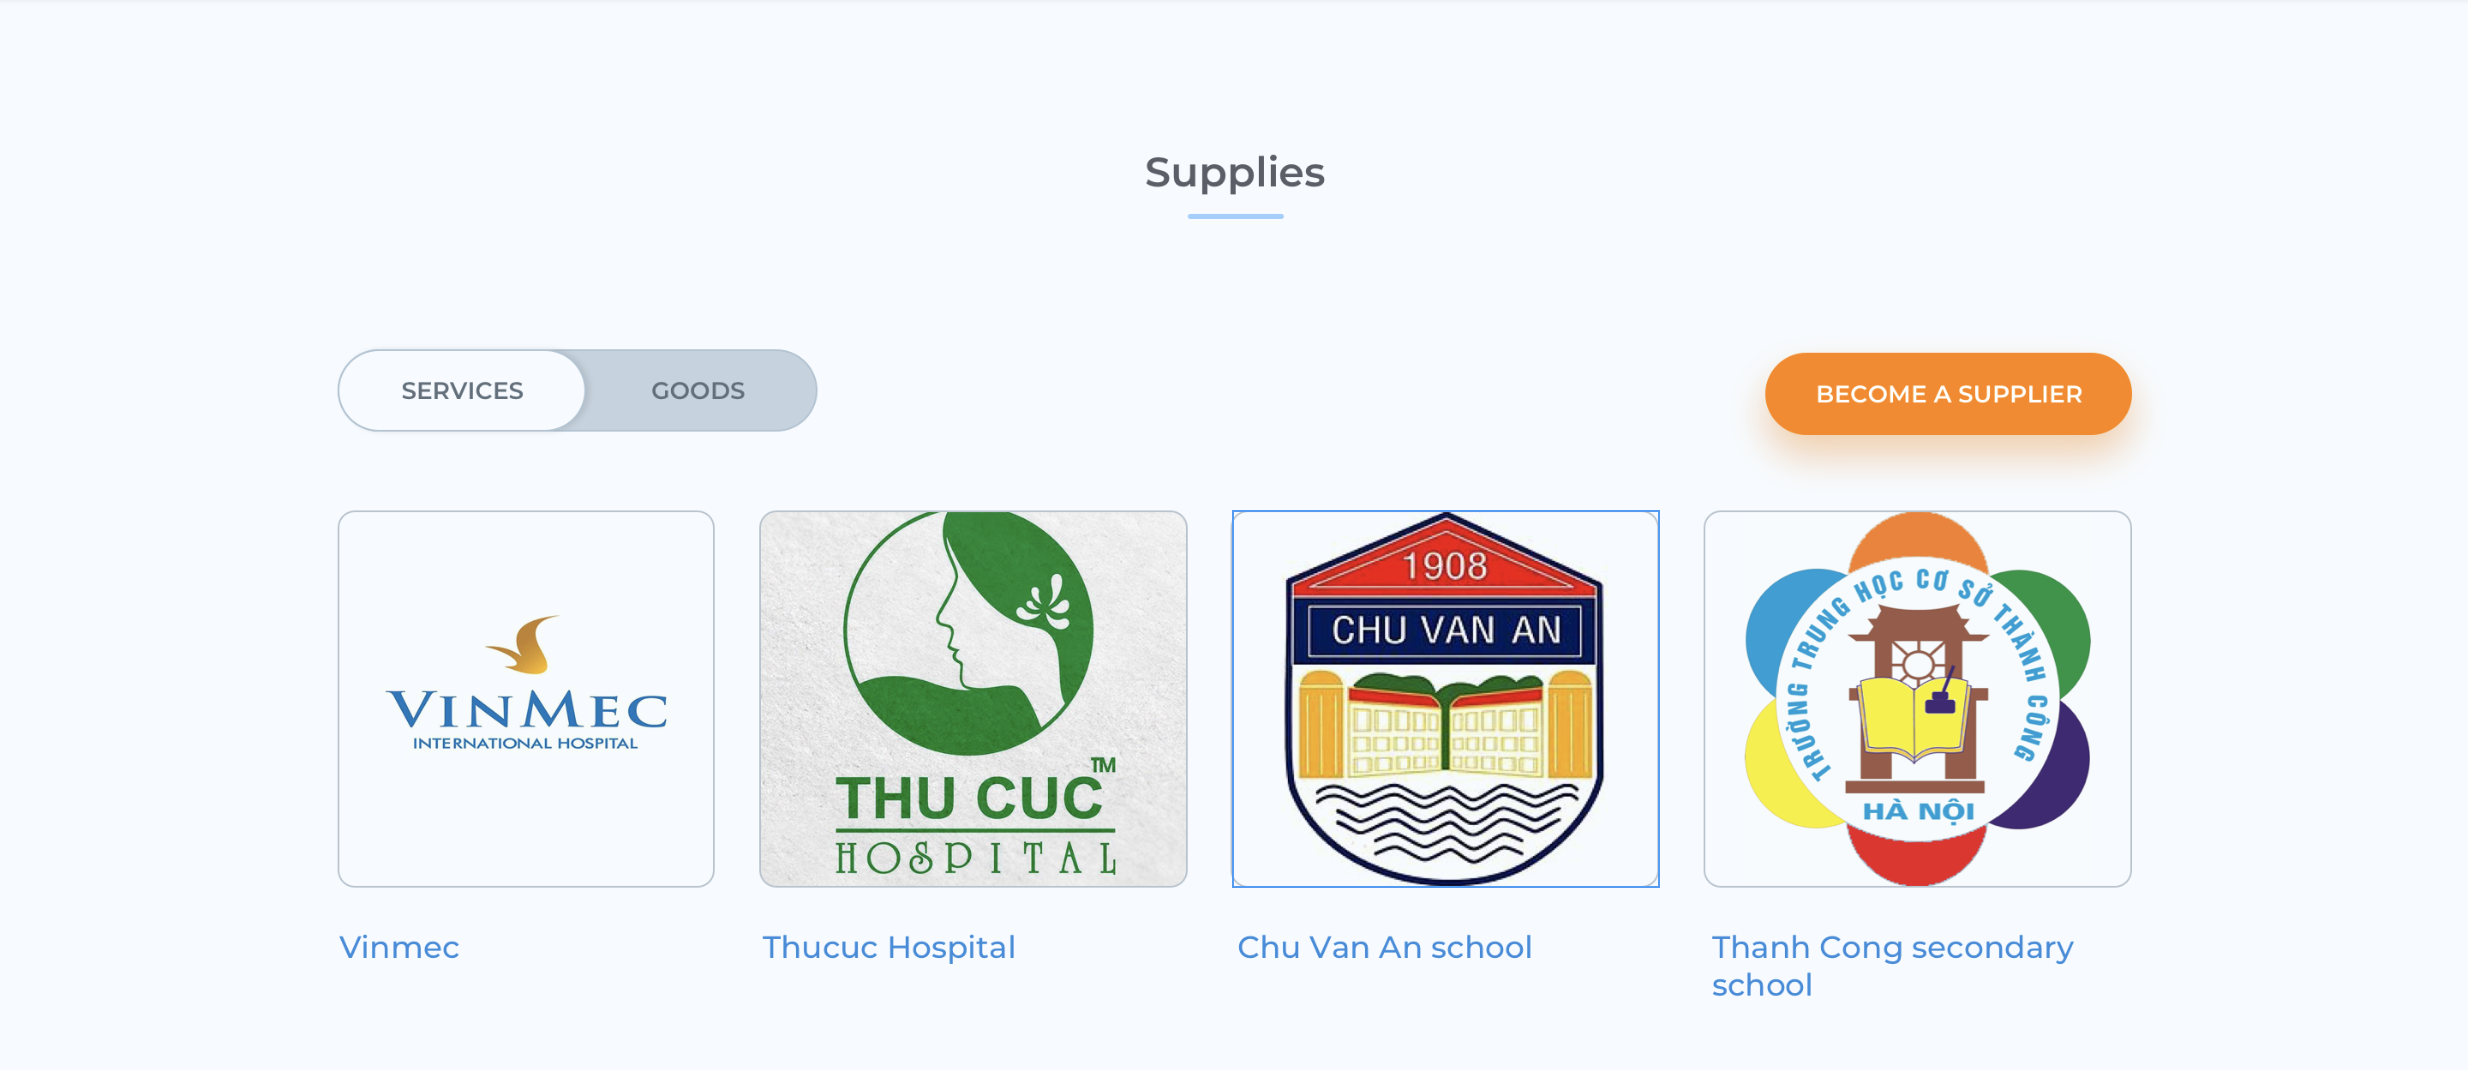 Supplies
SERVICES
GOODS
BECOME A SUPPLIER
VINMEC
INTERNATIONAL HOSPITAL
THU CUC™
HOSPITAL
1908
CHU VAN AN
TRƯỜNG TRUNG HỌC CƠ SỞ THÀNH CÔNG
HÀ NỘI
Vinmec
Thucuc Hospital
Chu Van An school
Thanh Cong secondary
school